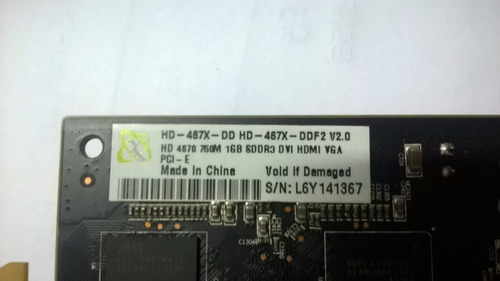 HD-467X-DD HD-467X-DDF2 V2.0
HD 4670 750M 1GB SDDR3 DVI HDMI VGA
PCI-E
Made in China Void if Damaged
S/N: L6Y141367